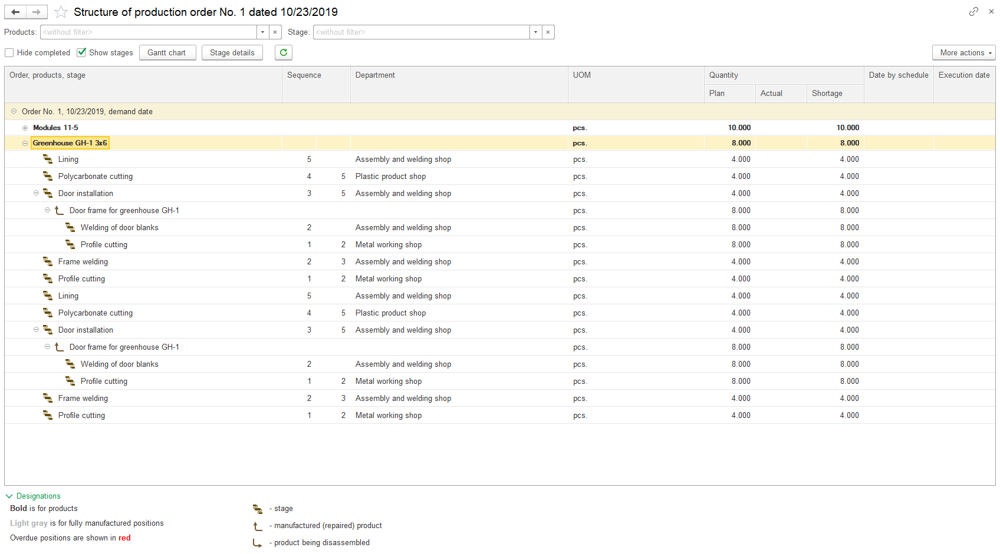 Structure of production order No. 1 dated 10/23/2019
Products: <without filter> Stage: <without filter>
Hide completed Show stages Gantt chart Stage details More actions
Order, products, stage Sequence Department UOM Quantity Date by schedule Execution date
Plan Actual Shortage
Order No. 1, 10/23/2019, demand date
Modules 11-5 pcs. 10.000 10.000
Greenhouse GH-1 3x6 pcs. 8.000 8.000
Lining 5 Assembly and welding shop pcs. 4.000 4.000
Polycarbonate cutting 4 5 Plastic product shop pcs. 4.000 4.000
Door installation 3 5 Assembly and welding shop pcs. 4.000 4.000
Door frame for greenhouse GH-1 pcs. 8.000 8.000
Welding of door blanks 2 Assembly and welding shop pcs. 8.000 8.000
Profile cutting 1 2 Metal working shop pcs. 8.000 8.000
Frame welding 2 3 Assembly and welding shop pcs. 4.000 4.000
Profile cutting 1 2 Metal working shop pcs. 4.000 4.000
Lining 5 Assembly and welding shop pcs. 4.000 4.000
Polycarbonate cutting 4 5 Plastic product shop pcs. 4.000 4.000
Door installation 3 5 Assembly and welding shop pcs. 4.000 4.000
Door frame for greenhouse GH-1 pcs. 8.000 8.000
Welding of door blanks 2 Assembly and welding shop pcs. 8.000 8.000
Profile cutting 1 2 Metal working shop pcs. 8.000 8.000
Frame welding 2 3 Assembly and welding shop pcs. 4.000 4.000
Profile cutting 1 2 Metal working shop pcs. 4.000 4.000
Designations
Bold is for products - stage
Light gray is for fully manufactured positions - manufactured (repaired) product
Overdue positions are shown in red - product being disassembled